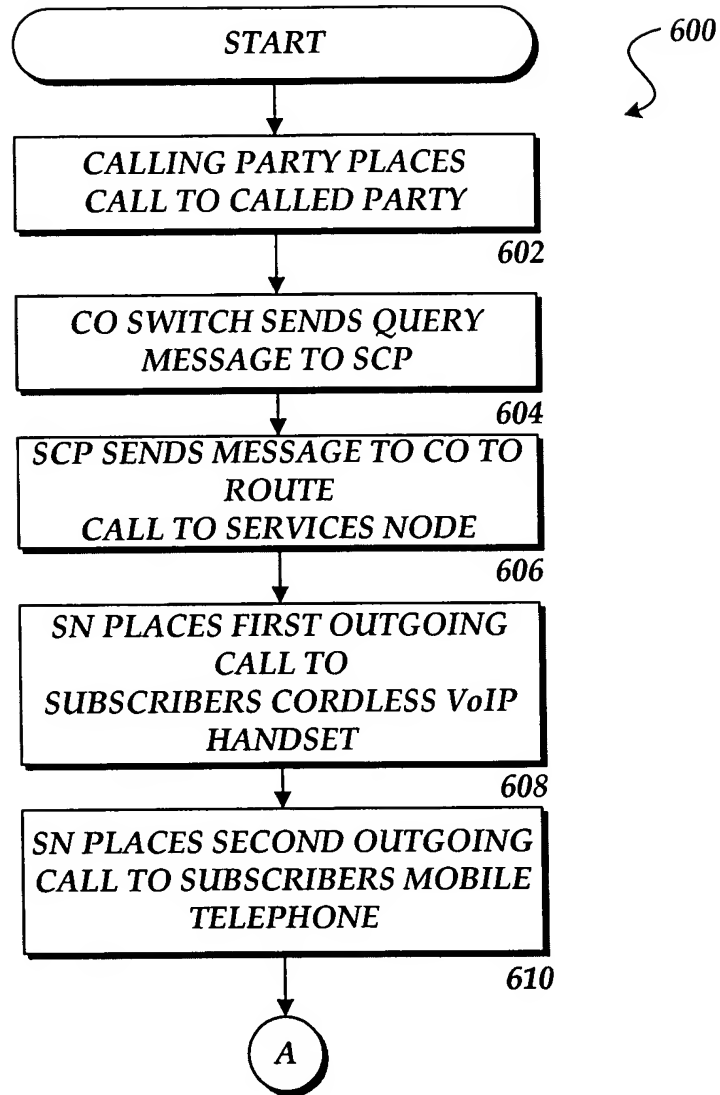 START
600
CALLING PARTY PLACES
CALL TO CALLED PARTY
602
CO SWITCH SENDS QUERY
MESSAGE TO SCP
604
SCP SENDS MESSAGE TO CO TO
ROUTE
CALL TO SERVICES NODE
606
SN PLACES FIRST OUTGOING
CALL TO
SUBSCRIBERS CORDLESS VoIP
HANDSET
608
SN PLACES SECOND OUTGOING
CALL TO SUBSCRIBERS MOBILE
TELEPHONE
610
A